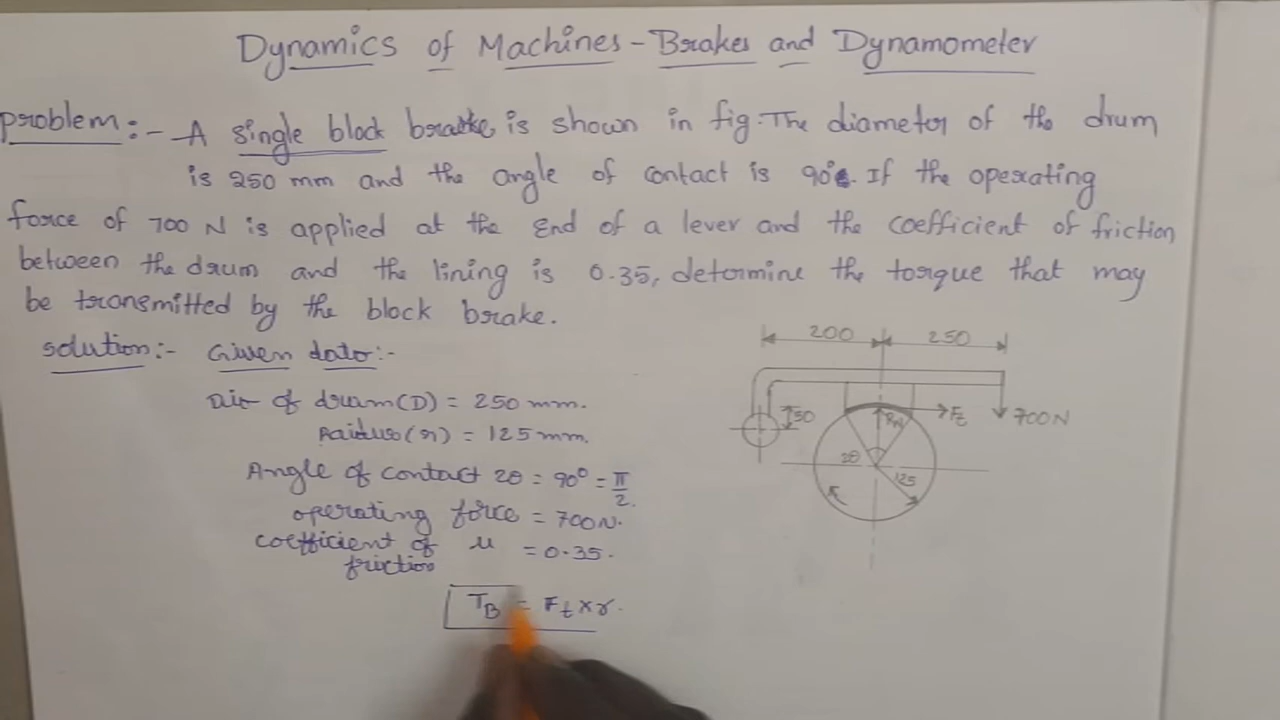 Dynamics of Machines - Brakes and Dynamometer
Problem:- A single block brake is shown in fig. The diameter of the drum
is 250 mm and the angle of contact is 90°. If the operating
force of 700 N is applied at the End of a lever and the coefficient of friction
between the drum and the lining is 0.35, determine the torque that may
be transmitted by the block brake.
Solution:- Given data:-
200
250
dia of drum(D) = 250 mm.
Raidus(r) = 125 mm.
50
Ft
700N
RN
Angle of contact 2θ = 90° = π/2.
2θ
125
operating force = 700N.
coefficient of μ = 0.35.
friction
TB = Ft × r.